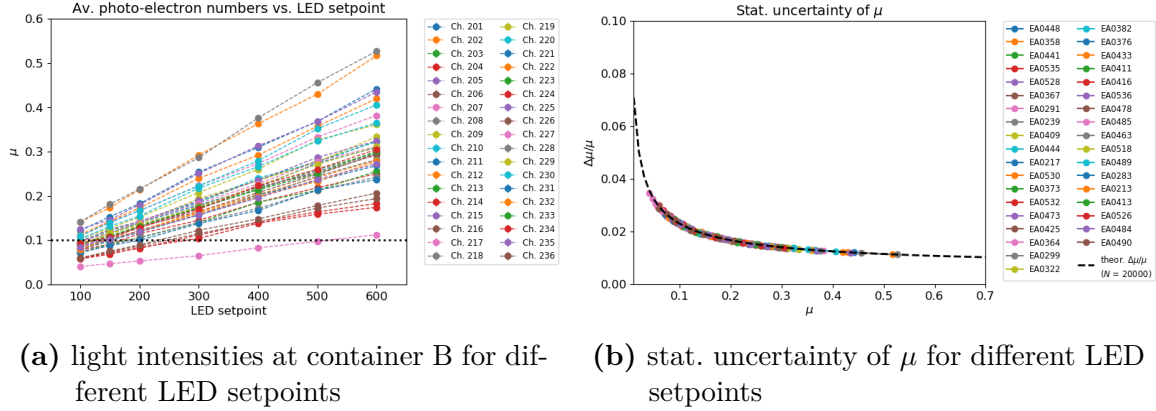 Av. photo-electron numbers vs. LED setpoint
0.6
0.5
0.4
0.3
0.2
0.1
0.0
μ
100
200
300
400
500
600
LED setpoint
Ch. 201
Ch. 202
Ch. 203
Ch. 204
Ch. 205
Ch. 206
Ch. 207
Ch. 208
Ch. 209
Ch. 210
Ch. 211
Ch. 212
Ch. 213
Ch. 214
Ch. 215
Ch. 216
Ch. 217
Ch. 218
Ch. 219
Ch. 220
Ch. 221
Ch. 222
Ch. 223
Ch. 224
Ch. 225
Ch. 226
Ch. 227
Ch. 228
Ch. 229
Ch. 230
Ch. 231
Ch. 232
Ch. 233
Ch. 234
Ch. 235
Ch. 236
(a) light intensities at container B for dif-
ferent LED setpoints
Stat. uncertainty of μ
0.10
0.08
0.06
0.04
0.02
0.00
Δμ/μ
0.1
0.2
0.3
0.4
0.5
0.6
0.7
μ
EA0448
EA0358
EA0441
EA0535
EA0528
EA0367
EA0291
EA0239
EA0409
EA0444
EA0217
EA0530
EA0373
EA0532
EA0473
EA0425
EA0364
EA0299
EA0322
EA0382
EA0376
EA0433
EA0411
EA0416
EA0536
EA0478
EA0485
EA0463
EA0518
EA0489
EA0283
EA0213
EA0413
EA0526
EA0484
EA0490
theor. Δμ/μ
(N = 20000)
(b) stat. uncertainty of μ for different LED
setpoints